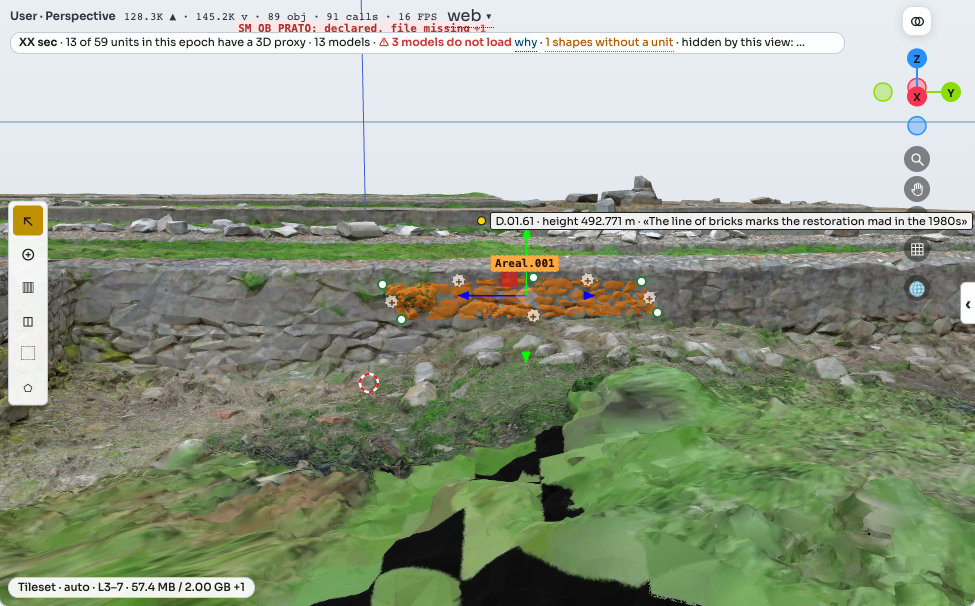 User · Perspective 128.3K ▲ · 145.2K v · 89 obj · 91 calls · 16 FPS web ▾
SM_OB_PRATO: declared, file missing +1
XX sec · 13 of 59 units in this epoch have a 3D proxy · 13 models · ⚠ 3 models do not load why · 1 shapes without a unit · hidden by this view: ...
Z
X
Y
D.01.61 · height 492.771 m · «The line of bricks marks the restoration mad in the 1980s»
Areal.001
Tileset · auto · L3–7 · 57.4 MB / 2.00 GB +1